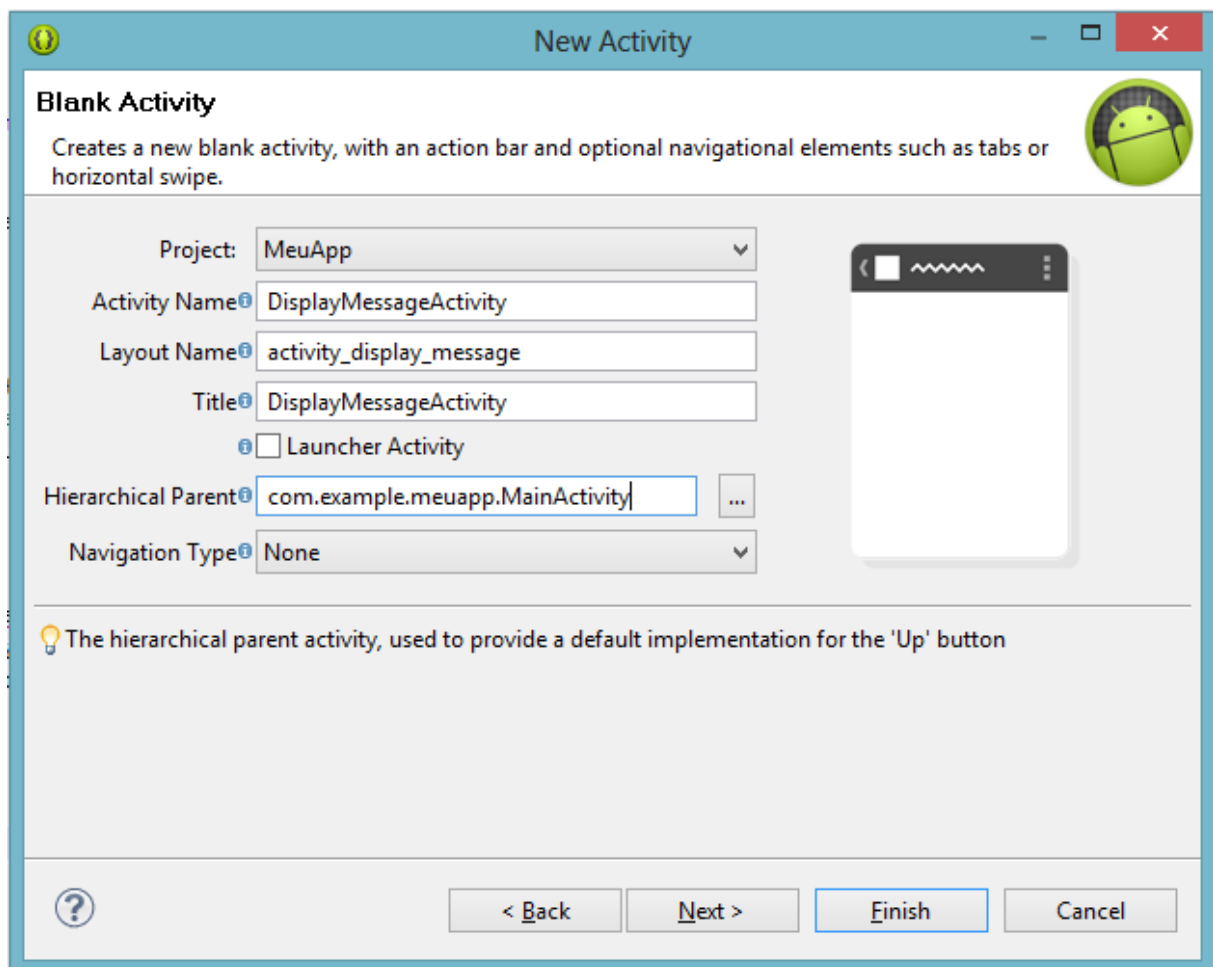 New Activity
Blank Activity
Creates a new blank activity, with an action bar and optional navigational elements such as tabs or
horizontal swipe.
Project: MeuApp
Activity Name DisplayMessageActivity
Layout Name activity_display_message
Title DisplayMessageActivity
Launcher Activity
Hierarchical Parent com.example.meuapp.MainActivity ...
Navigation Type None
The hierarchical parent activity, used to provide a default implementation for the 'Up' button
? < Back Next > Finish Cancel